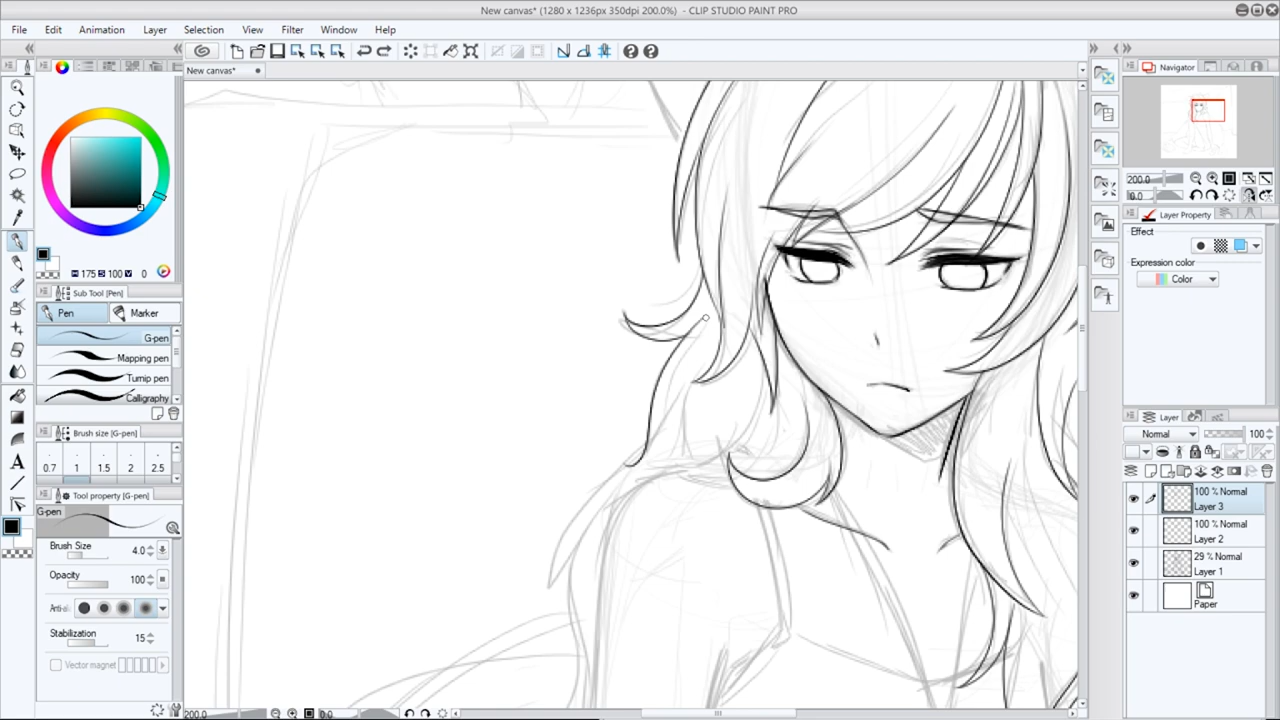 New canvas* (1280 x 1236px 350dpi 200.0%) - CLIP STUDIO PAINT PRO
File Edit Animation Layer Selection View Filter Window Help
New canvas*
Navigator
200.0
0.0
Layer Property
Effect
Expression color
Color
H 175 S 100 V 0
Sub Tool [Pen]
Pen Marker
G-pen
Mapping pen
Turnip pen
Calligraphy
Brush size [G-pen]
0.7 1 1.5 2 2.5
Tool property [G-pen]
G-pen
Brush Size 4.0
Opacity 100
Anti-al
Stabilization 15
Vector magnet
Layer
Normal 100
100 % Normal
Layer 3
100 % Normal
Layer 2
29 % Normal
Layer 1
Paper
200.0 0.0